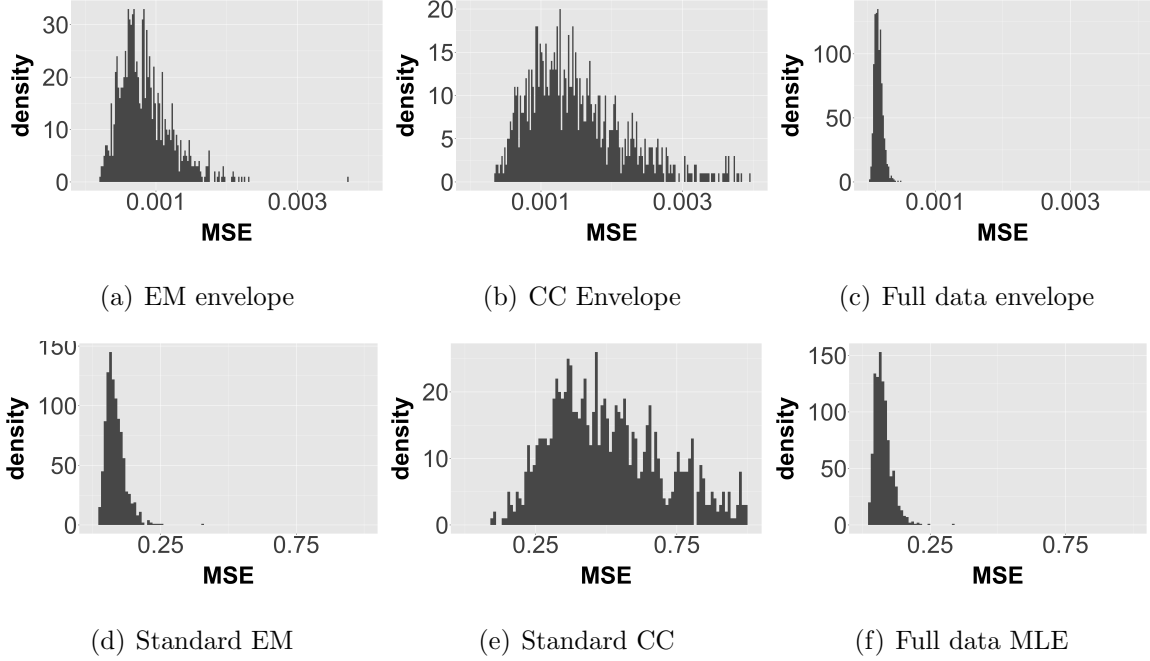 density
30
20
10
0
0.001 0.003
MSE
(a) EM envelope
density
20
15
10
5
0
0.001 0.003
MSE
(b) CC Envelope
density
100
50
0
0.001 0.003
MSE
(c) Full data envelope
density
150
100
50
0
0.25 0.75
MSE
(d) Standard EM
density
20
10
0
0.25 0.75
MSE
(e) Standard CC
density
150
100
50
0
0.25 0.75
MSE
(f) Full data MLE